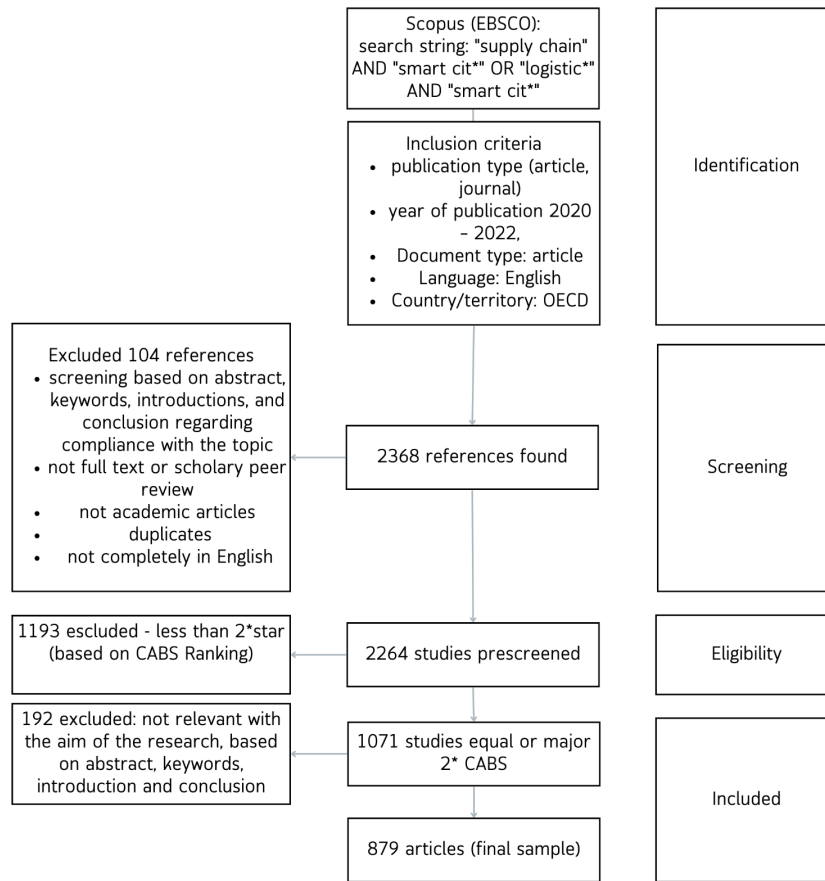 Scopus (EBSCO):
search string: "supply chain"
AND "smart cit*" OR "logistic*"
AND "smart cit*"
Inclusion criteria
• publication type (article,
journal)
• year of publication 2020
– 2022,
• Document type: article
• Language: English
• Country/territory: OECD
Identification
Excluded 104 references
• screening based on abstract,
keywords, introductions, and
conclusion regarding
compliance with the topic
• not full text or scholary peer
review
• not academic articles
• duplicates
• not completely in English
2368 references found
Screening
1193 escluded - less than 2*star
(based on CABS Ranking)
2264 studies prescreened
Eligibility
192 excluded: not relevant with
the aim of the research, based
on abstract, keywords,
introduction and conclusion
1071 studies equal or major
2* CABS
879 articles (final sample)
Included